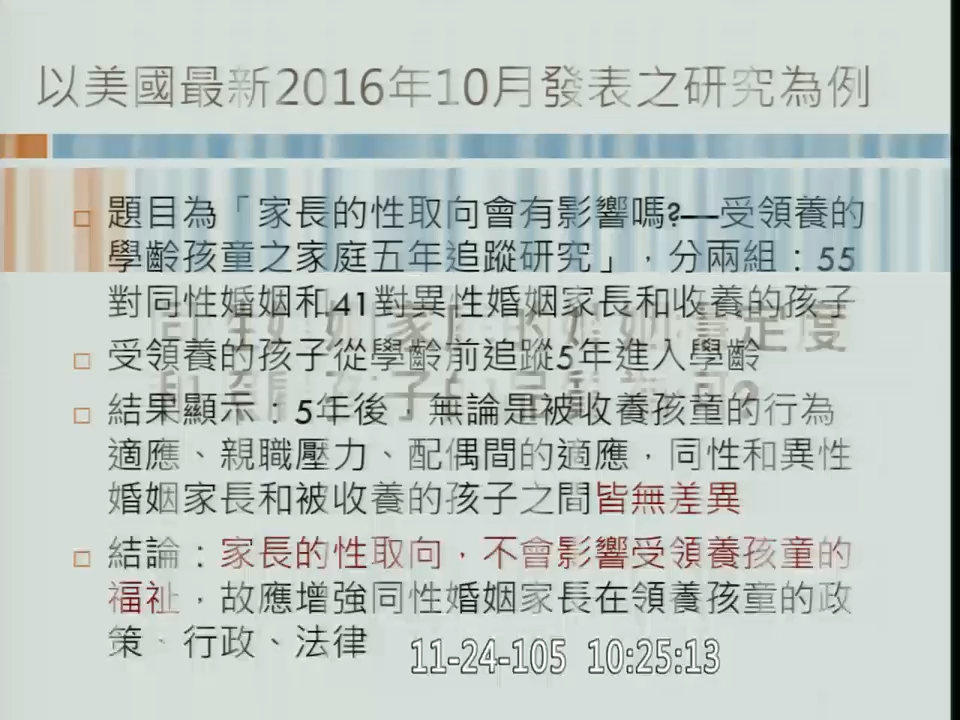 以美國最新2016年10月發表之研究為例
題目為「家長的性取向會有影響嗎?—受領養的
學齡孩童之家庭五年追蹤研究」，分兩組：55
對同性婚姻和41對異性婚姻家長和收養的孩子
受領養的孩子從學齡前追蹤5年進入學齡
結果顯示：5年後，無論是被收養孩童的行為
適應、親職壓力、配偶間的適應，同性和異性
婚姻家長和被收養的孩子之間皆無差異
結論：家長的性取向，不會影響受領養孩童的
福祉，故應增強同性婚姻家長在領養孩童的政
策、行政、法律
11-24-105 10:25:13